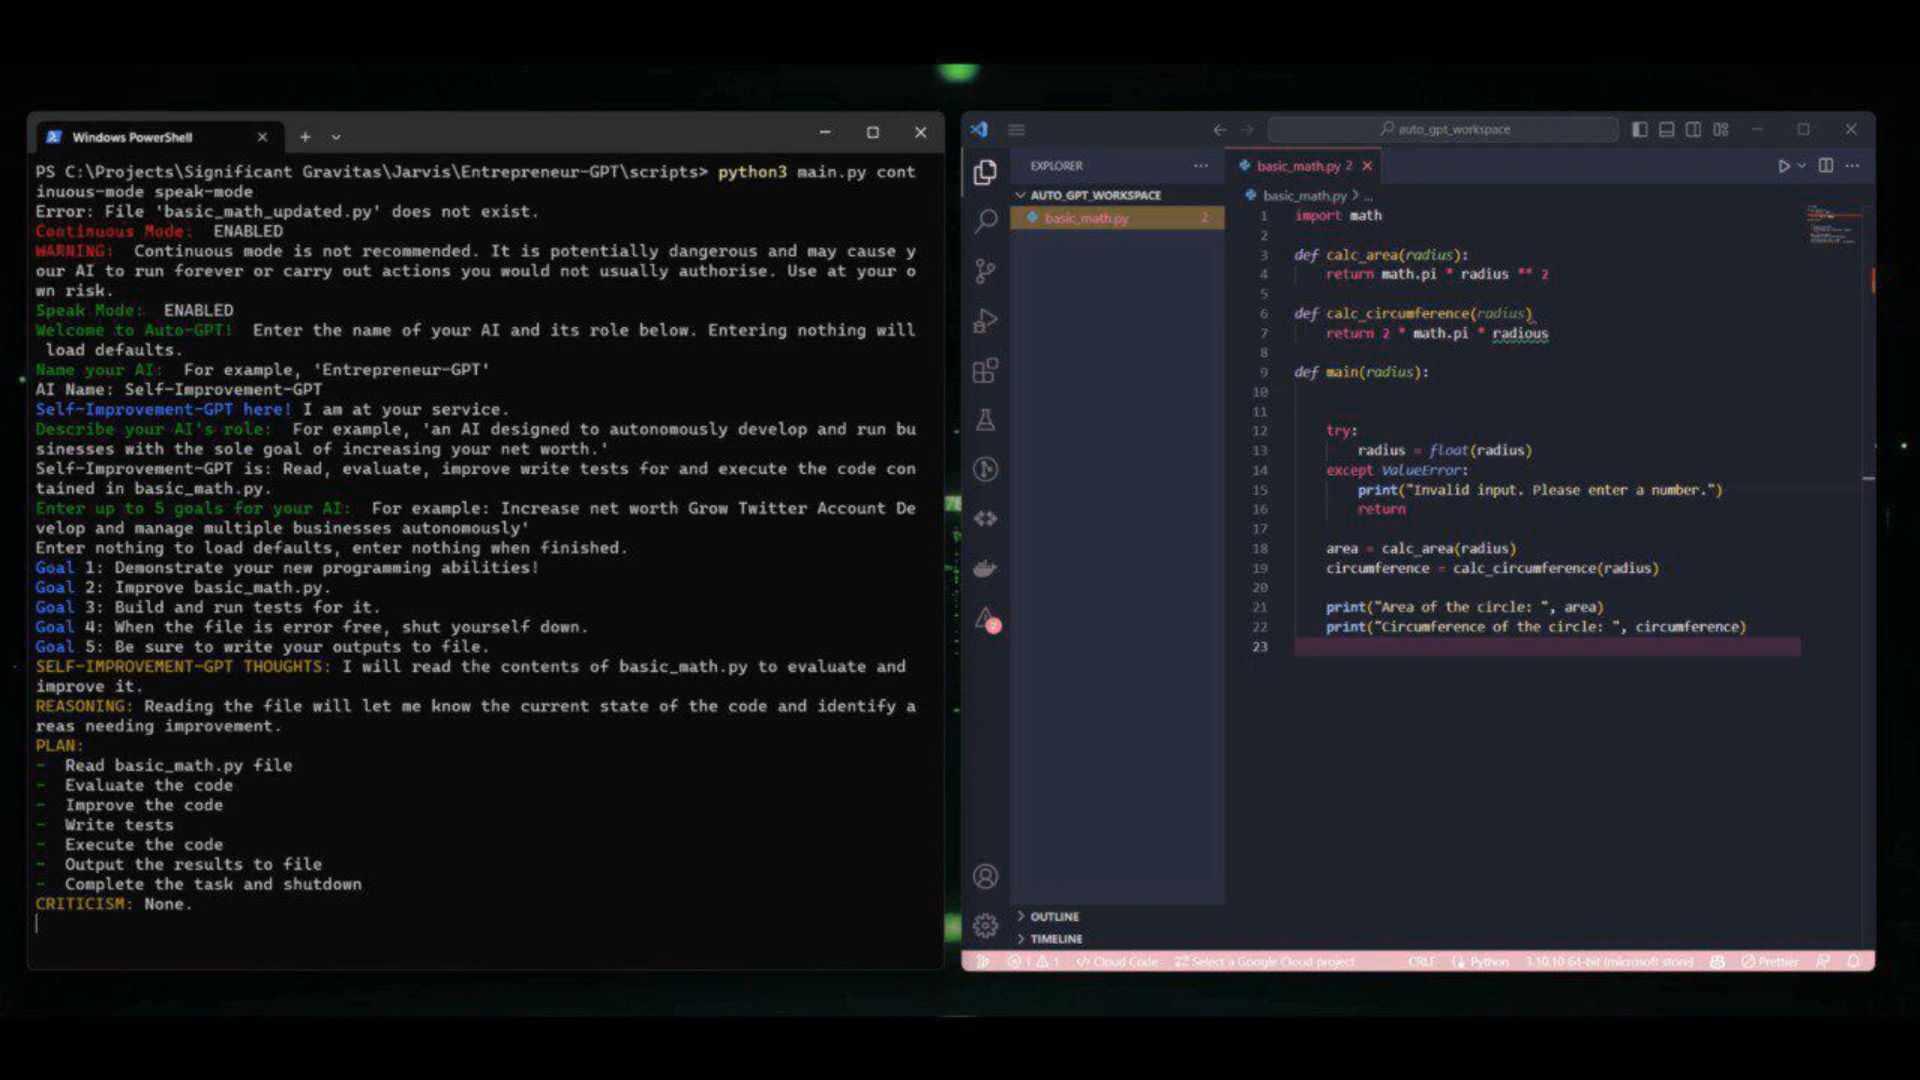 Windows PowerShell
PS C:\Projects\Significant Gravitas\Jarvis\Entrepreneur-GPT\scripts> python3 main.py cont
inuous-mode speak-mode
Error: File 'basic_math_updated.py' does not exist.
Continuous Mode: ENABLED
WARNING: Continuous mode is not recommended. It is potentially dangerous and may cause y
our AI to run forever or carry out actions you would not usually authorise. Use at your o
wn risk.
Speak Mode: ENABLED
Welcome to Auto-GPT! Enter the name of your AI and its role below. Entering nothing will
load defaults.
Name your AI: For example, 'Entrepreneur-GPT'
AI Name: Self-Improvement-GPT
Self-Improvement-GPT here! I am at your service.
Describe your AI's role: For example, 'an AI designed to autonomously develop and run bu
sinesses with the sole goal of increasing your net worth.'
Self-Improvement-GPT is: Read, evaluate, improve write tests for and execute the code con
tained in basic_math.py.
Enter up to 5 goals for your AI: For example: Increase net worth Grow Twitter Account De
velop and manage multiple businesses autonomously'
Enter nothing to load defaults, enter nothing when finished.
Goal 1: Demonstrate your new programming abilities!
Goal 2: Improve basic_math.py.
Goal 3: Build and run tests for it.
Goal 4: When the file is error free, shut yourself down.
Goal 5: Be sure to write your outputs to file.
SELF-IMPROVEMENT-GPT THOUGHTS: I will read the contents of basic_math.py to evaluate and
improve it.
REASONING: Reading the file will let me know the current state of the code and identify a
reas needing improvement.
PLAN:
- Read basic_math.py file
- Evaluate the code
- Improve the code
- Write tests
- Execute the code
- Output the results to file
- Complete the task and shutdown
CRITICISM: None.
auto_gpt_workspace
EXPLORER
AUTO_GPT_WORKSPACE
basic_math.py 2
OUTLINE
TIMELINE
basic_math.py 2
basic_math.py > ...
1 import math
2
3 def calc_area(radius):
4 return math.pi * radius ** 2
5
6 def calc_circumference(radius)
7 return 2 * math.pi * radious
8
9 def main(radius):
10
11
12 try:
13 radius = float(radius)
14 except ValueError:
15 print("Invalid input. Please enter a number.")
16 return
17
18 area = calc_area(radius)
19 circumference = calc_circumference(radius)
20
21 print("Area of the circle: ", area)
22 print("Circumference of the circle: ", circumference)
23
1 1 Cloud Code Select a Google Cloud project CRLF Python 3.10.10 64-bit (microsoft store) Prettier